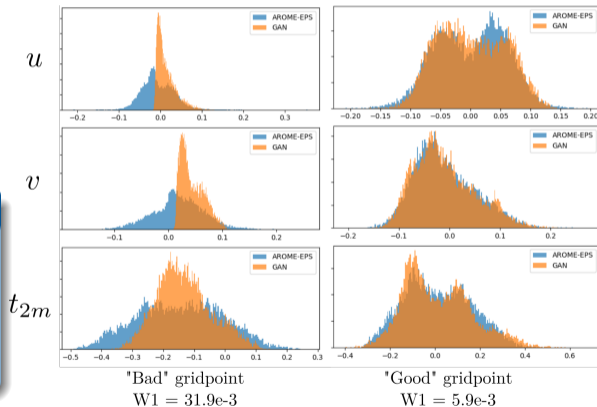 u
AROME-EPS
GAN
−0.2 −0.1 0.0 0.1 0.2 0.3
AROME-EPS
GAN
−0.20 −0.15 −0.10 −0.05 0.00 0.05 0.10 0.15 0.20
v
AROME-EPS
GAN
−0.1 0.0 0.1 0.2
AROME-EPS
GAN
−0.2 −0.1 0.0 0.1 0.2
t2m
AROME-EPS
GAN
−0.5 −0.4 −0.3 −0.2 −0.1 0.0 0.1 0.2 0.3
AROME-EPS
GAN
−0.4 −0.2 0.0 0.2 0.4 0.6
"Bad" gridpoint
W1 = 31.9e-3
"Good" gridpoint
W1 = 5.9e-3